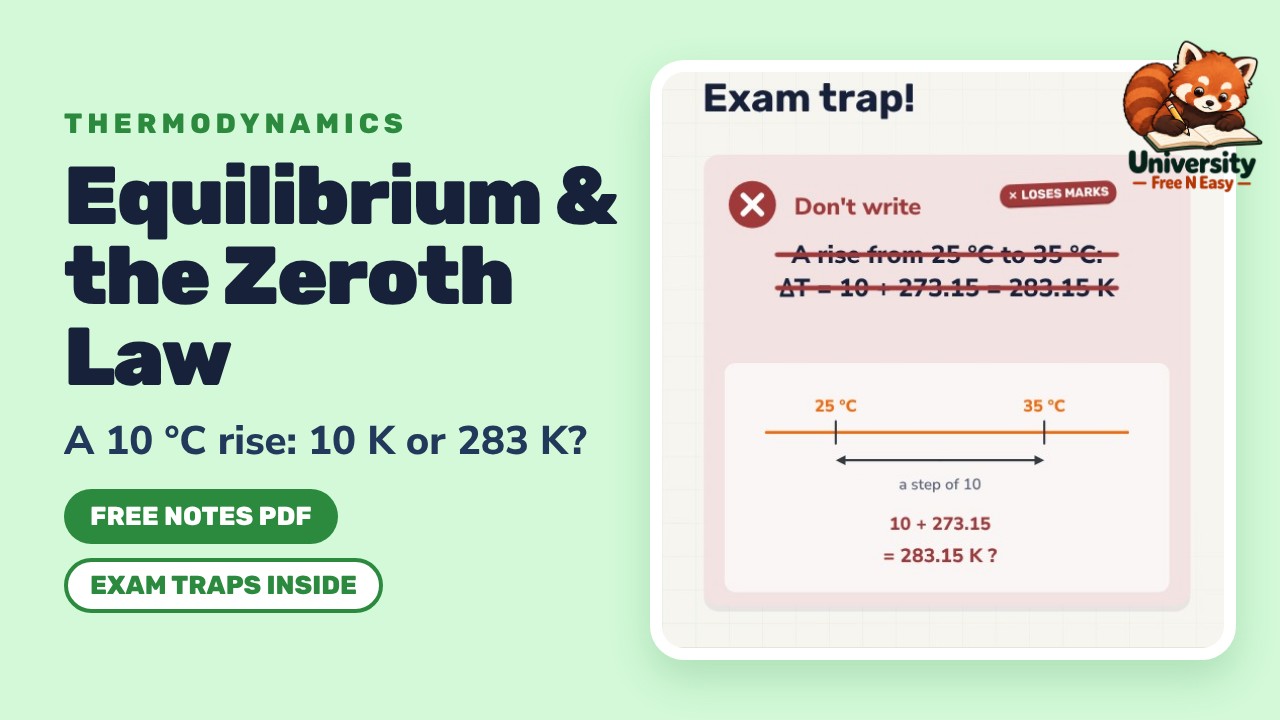 THERMODYNAMICS
Equilibrium &
the Zeroth
Law
A 10 °C rise: 10 K or 283 K?
FREE NOTES PDF
EXAM TRAPS INSIDE
Exam trap!
University
Free N Easy
Don't write
× LOSES MARKS
A rise from 25 °C to 35 °C:
ΔT = 10 + 273.15 = 283.15 K
25 °C
35 °C
a step of 10
10 + 273.15
= 283.15 K ?